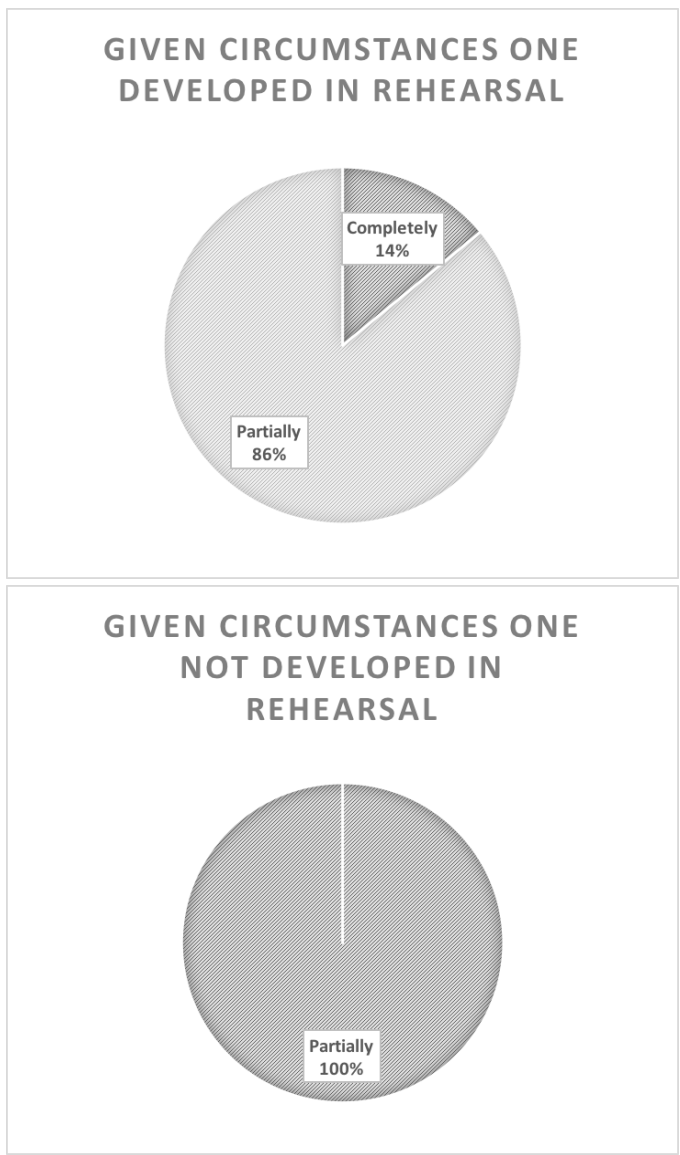 GIVEN CIRCUMSTANCES ONE
DEVELOPED IN REHEARSAL
Completely
14%
Partially
86%
GIVEN CIRCUMSTANCES ONE
NOT DEVELOPED IN
REHEARSAL
Partially
100%